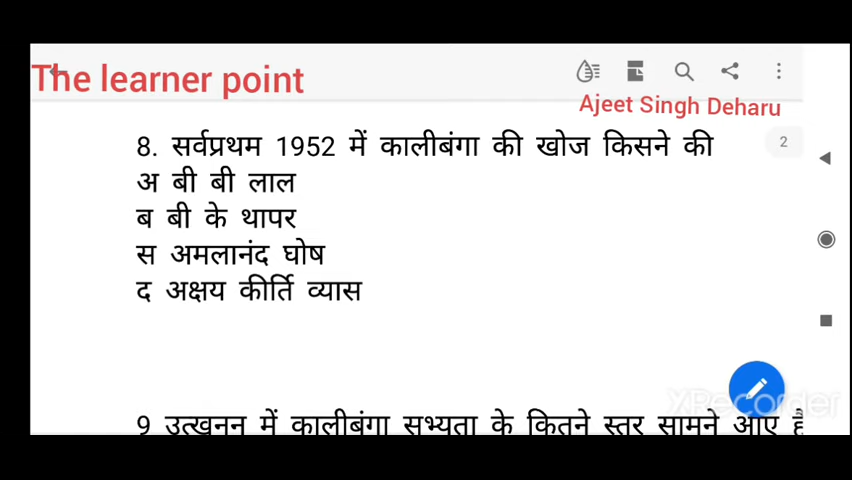 The learner point
Ajeet Singh Deharu
2
8. सर्वप्रथम 1952 में कालीबंगा की खोज किसने की
अ बी बी लाल
ब बी के थापर
स अमलानंद घोष
द अक्षय कीर्ति व्यास
XRecorder
9 उत्खनन में कालीबंगा सभ्यता के कितने स्तर सामने आए है